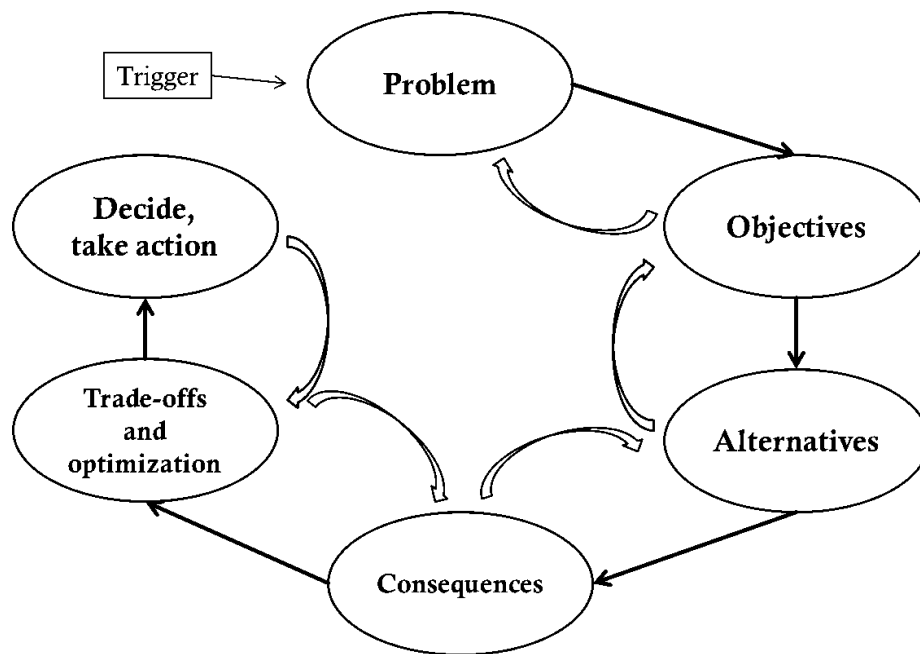 Trigger
Problem
Objectives
Alternatives
Consequences
Trade-offs
and
optimization
Decide,
take action